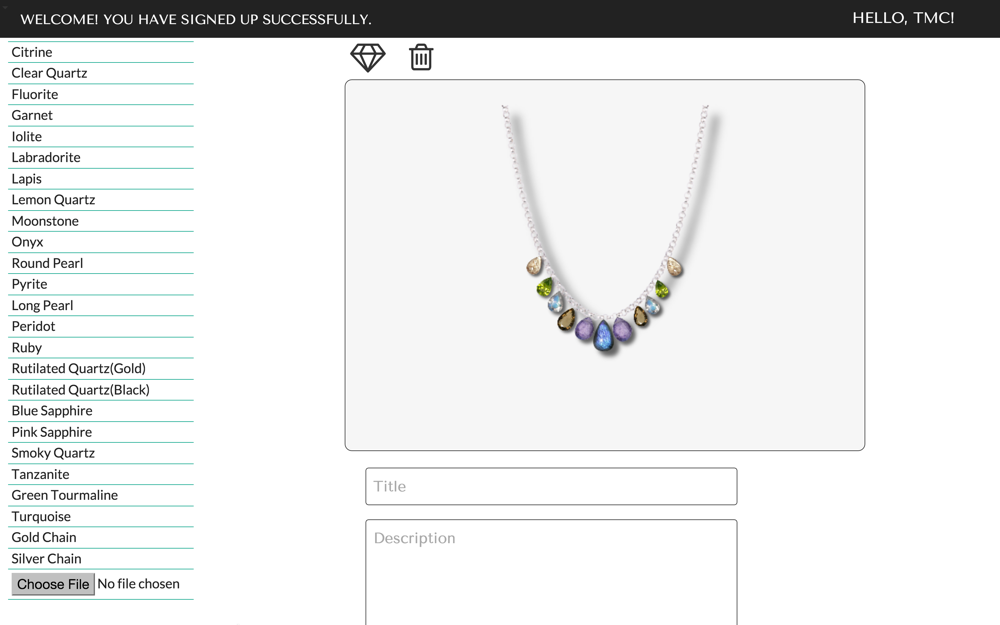 WELCOME! YOU HAVE SIGNED UP SUCCESSFULLY.
HELLO, TMC!
Citrine
Clear Quartz
Fluorite
Garnet
Iolite
Labradorite
Lapis
Lemon Quartz
Moonstone
Onyx
Round Pearl
Pyrite
Long Pearl
Peridot
Ruby
Rutilated Quartz(Gold)
Rutilated Quartz(Black)
Blue Sapphire
Pink Sapphire
Smoky Quartz
Tanzanite
Green Tourmaline
Turquoise
Gold Chain
Silver Chain
Choose File No file chosen
Title
Description